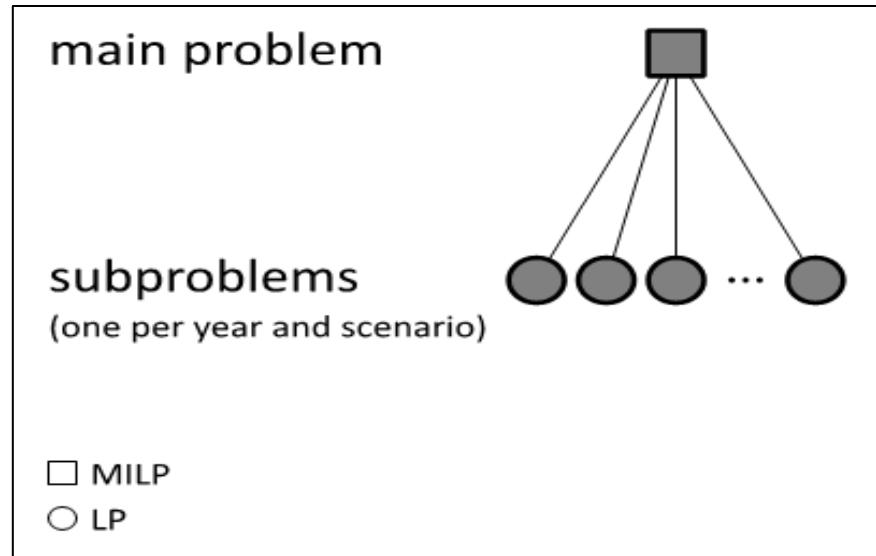 main problem
subproblems
...
(one per year and scenario)
MILP
LP